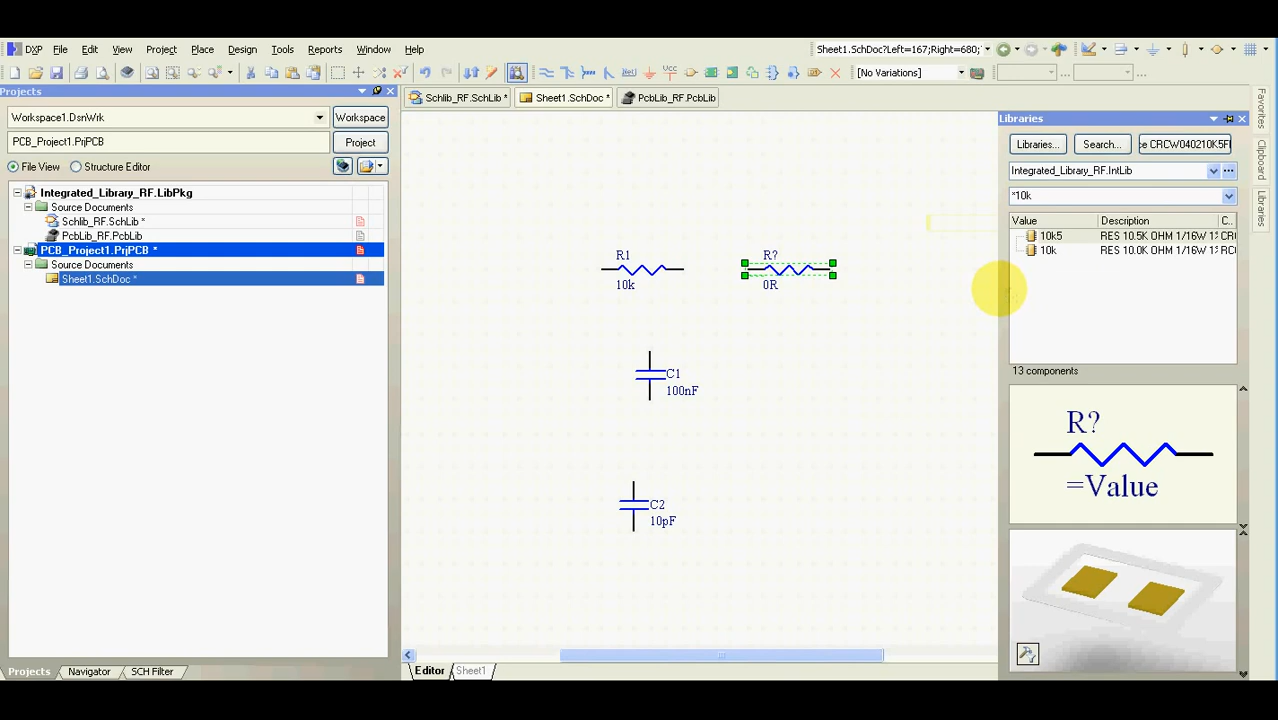 DXP File Edit View Project Place Design Tools Reports Window Help
Sheet1.SchDoc?Left=167;Right=680;
[No Variations]
Projects
Workspace1.DsnWrk Workspace
PCB_Project1.PrjPCB Project
File View Structure Editor
Integrated_Library_RF.LibPkg
Source Documents
Schlib_RF.SchLib *
PcbLib_RF.PcbLib
PCB_Project1.PrjPCB *
Source Documents
Sheet1.SchDoc *
Projects Navigator SCH Filter
Schlib_RF.SchLib * Sheet1.SchDoc * PcbLib_RF.PcbLib
R1
10k
R?
0R
C1
100nF
C2
10pF
Editor Sheet1
Libraries
Libraries... Search... e CRCW040210K5F
Integrated_Library_RF.IntLib
*10k
Value Description C..
10k5 RES 10.5K OHM 1/16W 1 CR
10k RES 10.0K OHM 1/16W 1 RC
13 components
R?
=Value
Favorites
Clipboard
Libraries